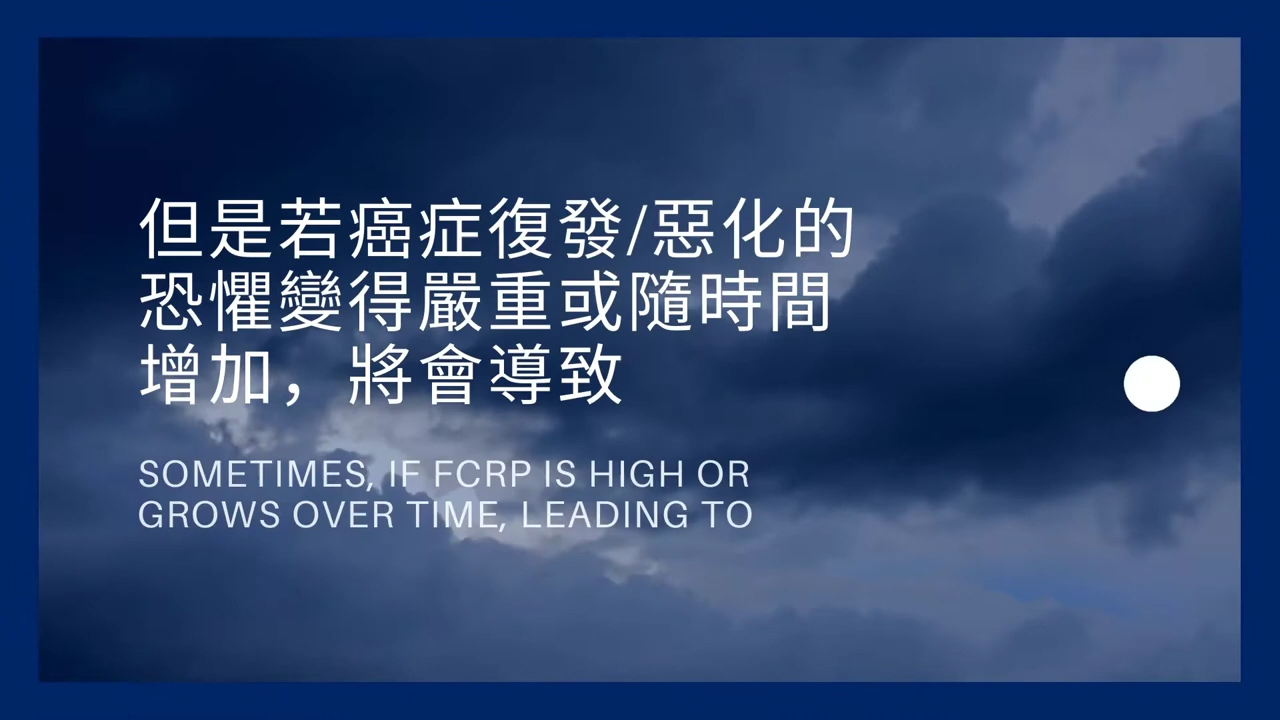 但是若癌症復發/惡化的
恐懼變得嚴重或隨時間
增加，將會導致
SOMETIMES, IF FCRP IS HIGH OR
GROWS OVER TIME, LEADING TO